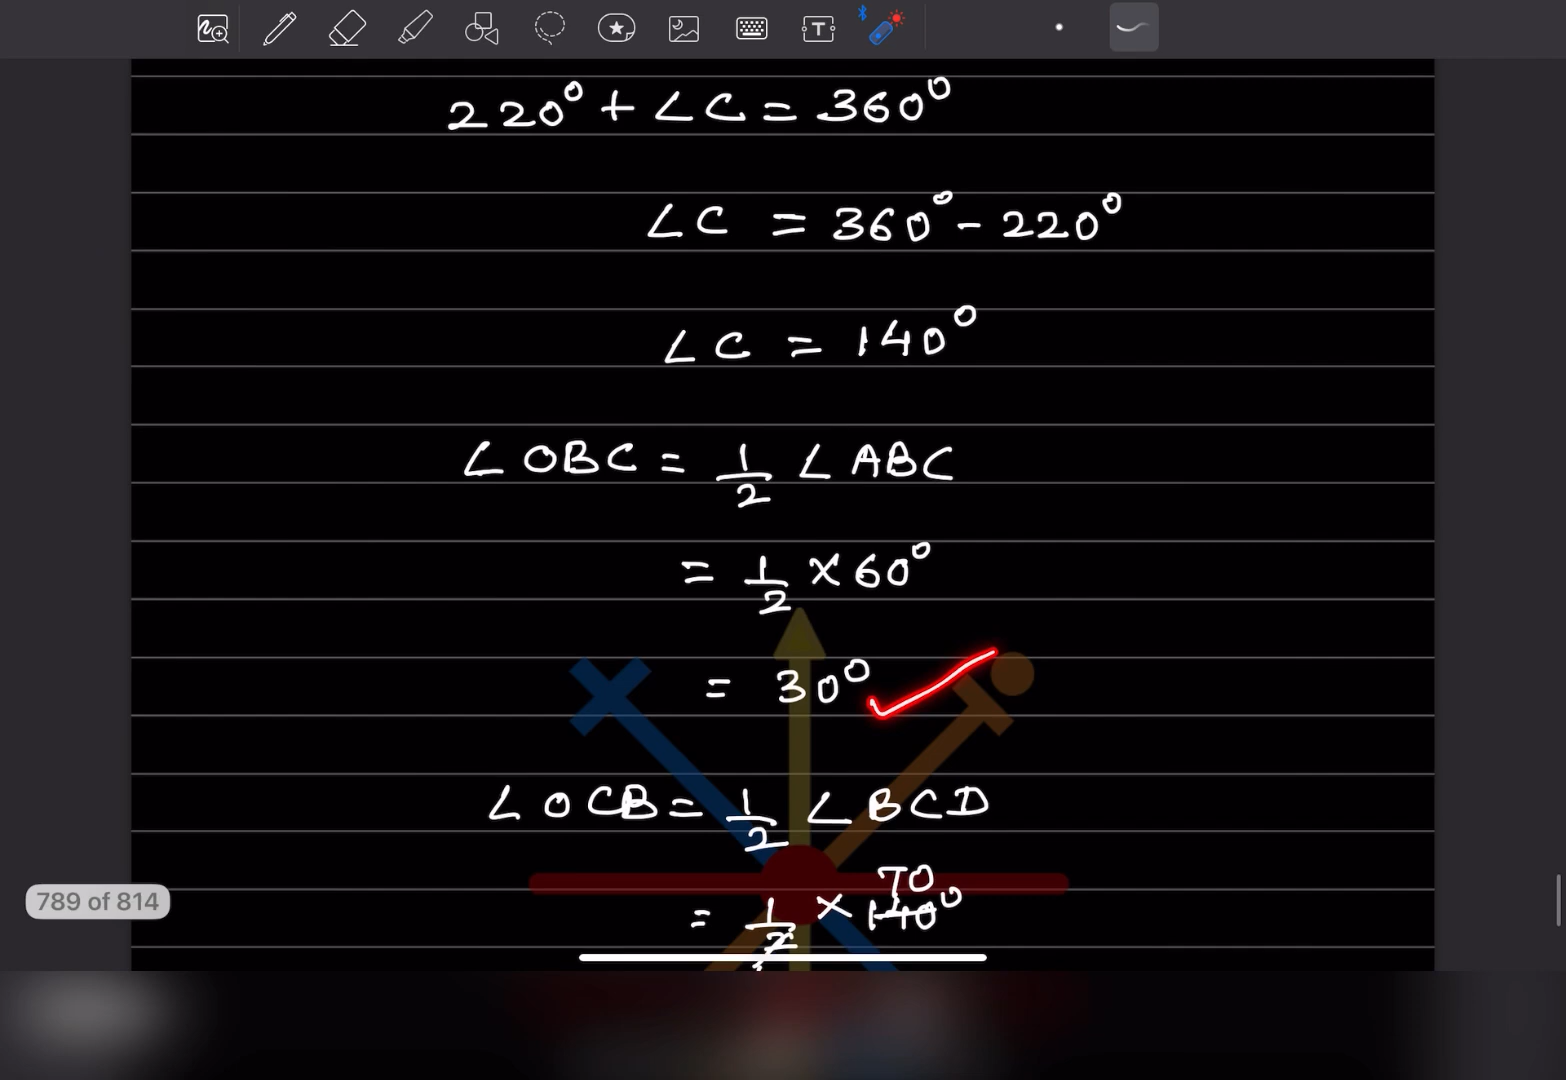 220° + ∠C = 360°
∠C = 360° - 220°
∠C = 140°
∠OBC = 1/2 ∠ABC
= 1/2 × 60°
= 30°
∠OCB = 1/2 ∠BCD
70
= 1/2 × 140°
789 of 814